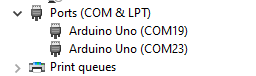 Ports (COM & LPT)
Arduino Uno (COM19)
Arduino Uno (COM23)
Print queues